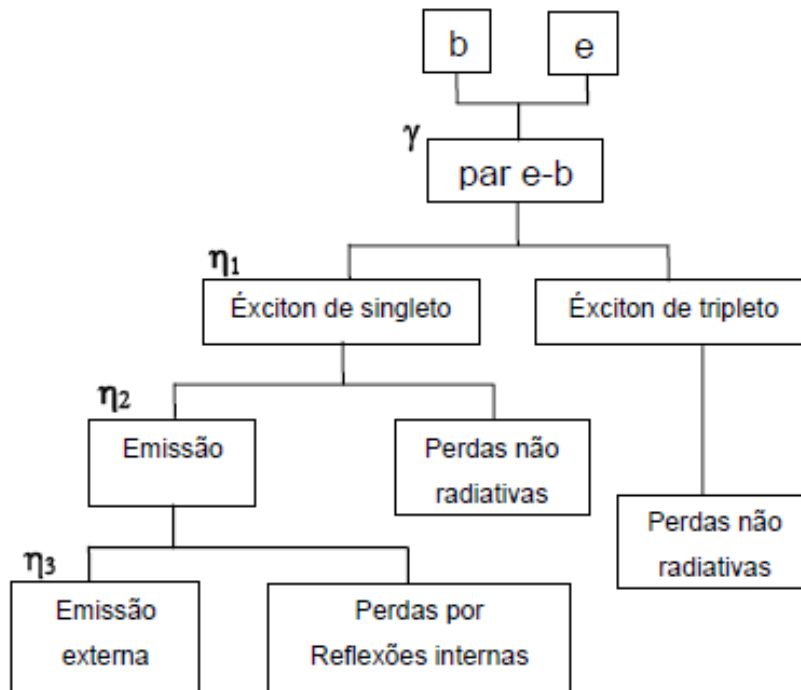 b
e
γ
par e-b
η1
Éxciton de singleto
Éxciton de tripleto
η2
Emissão
Perdas não
radiativas
Perdas não
radiativas
η3
Emissão
externa
Perdas por
Reflexões internas